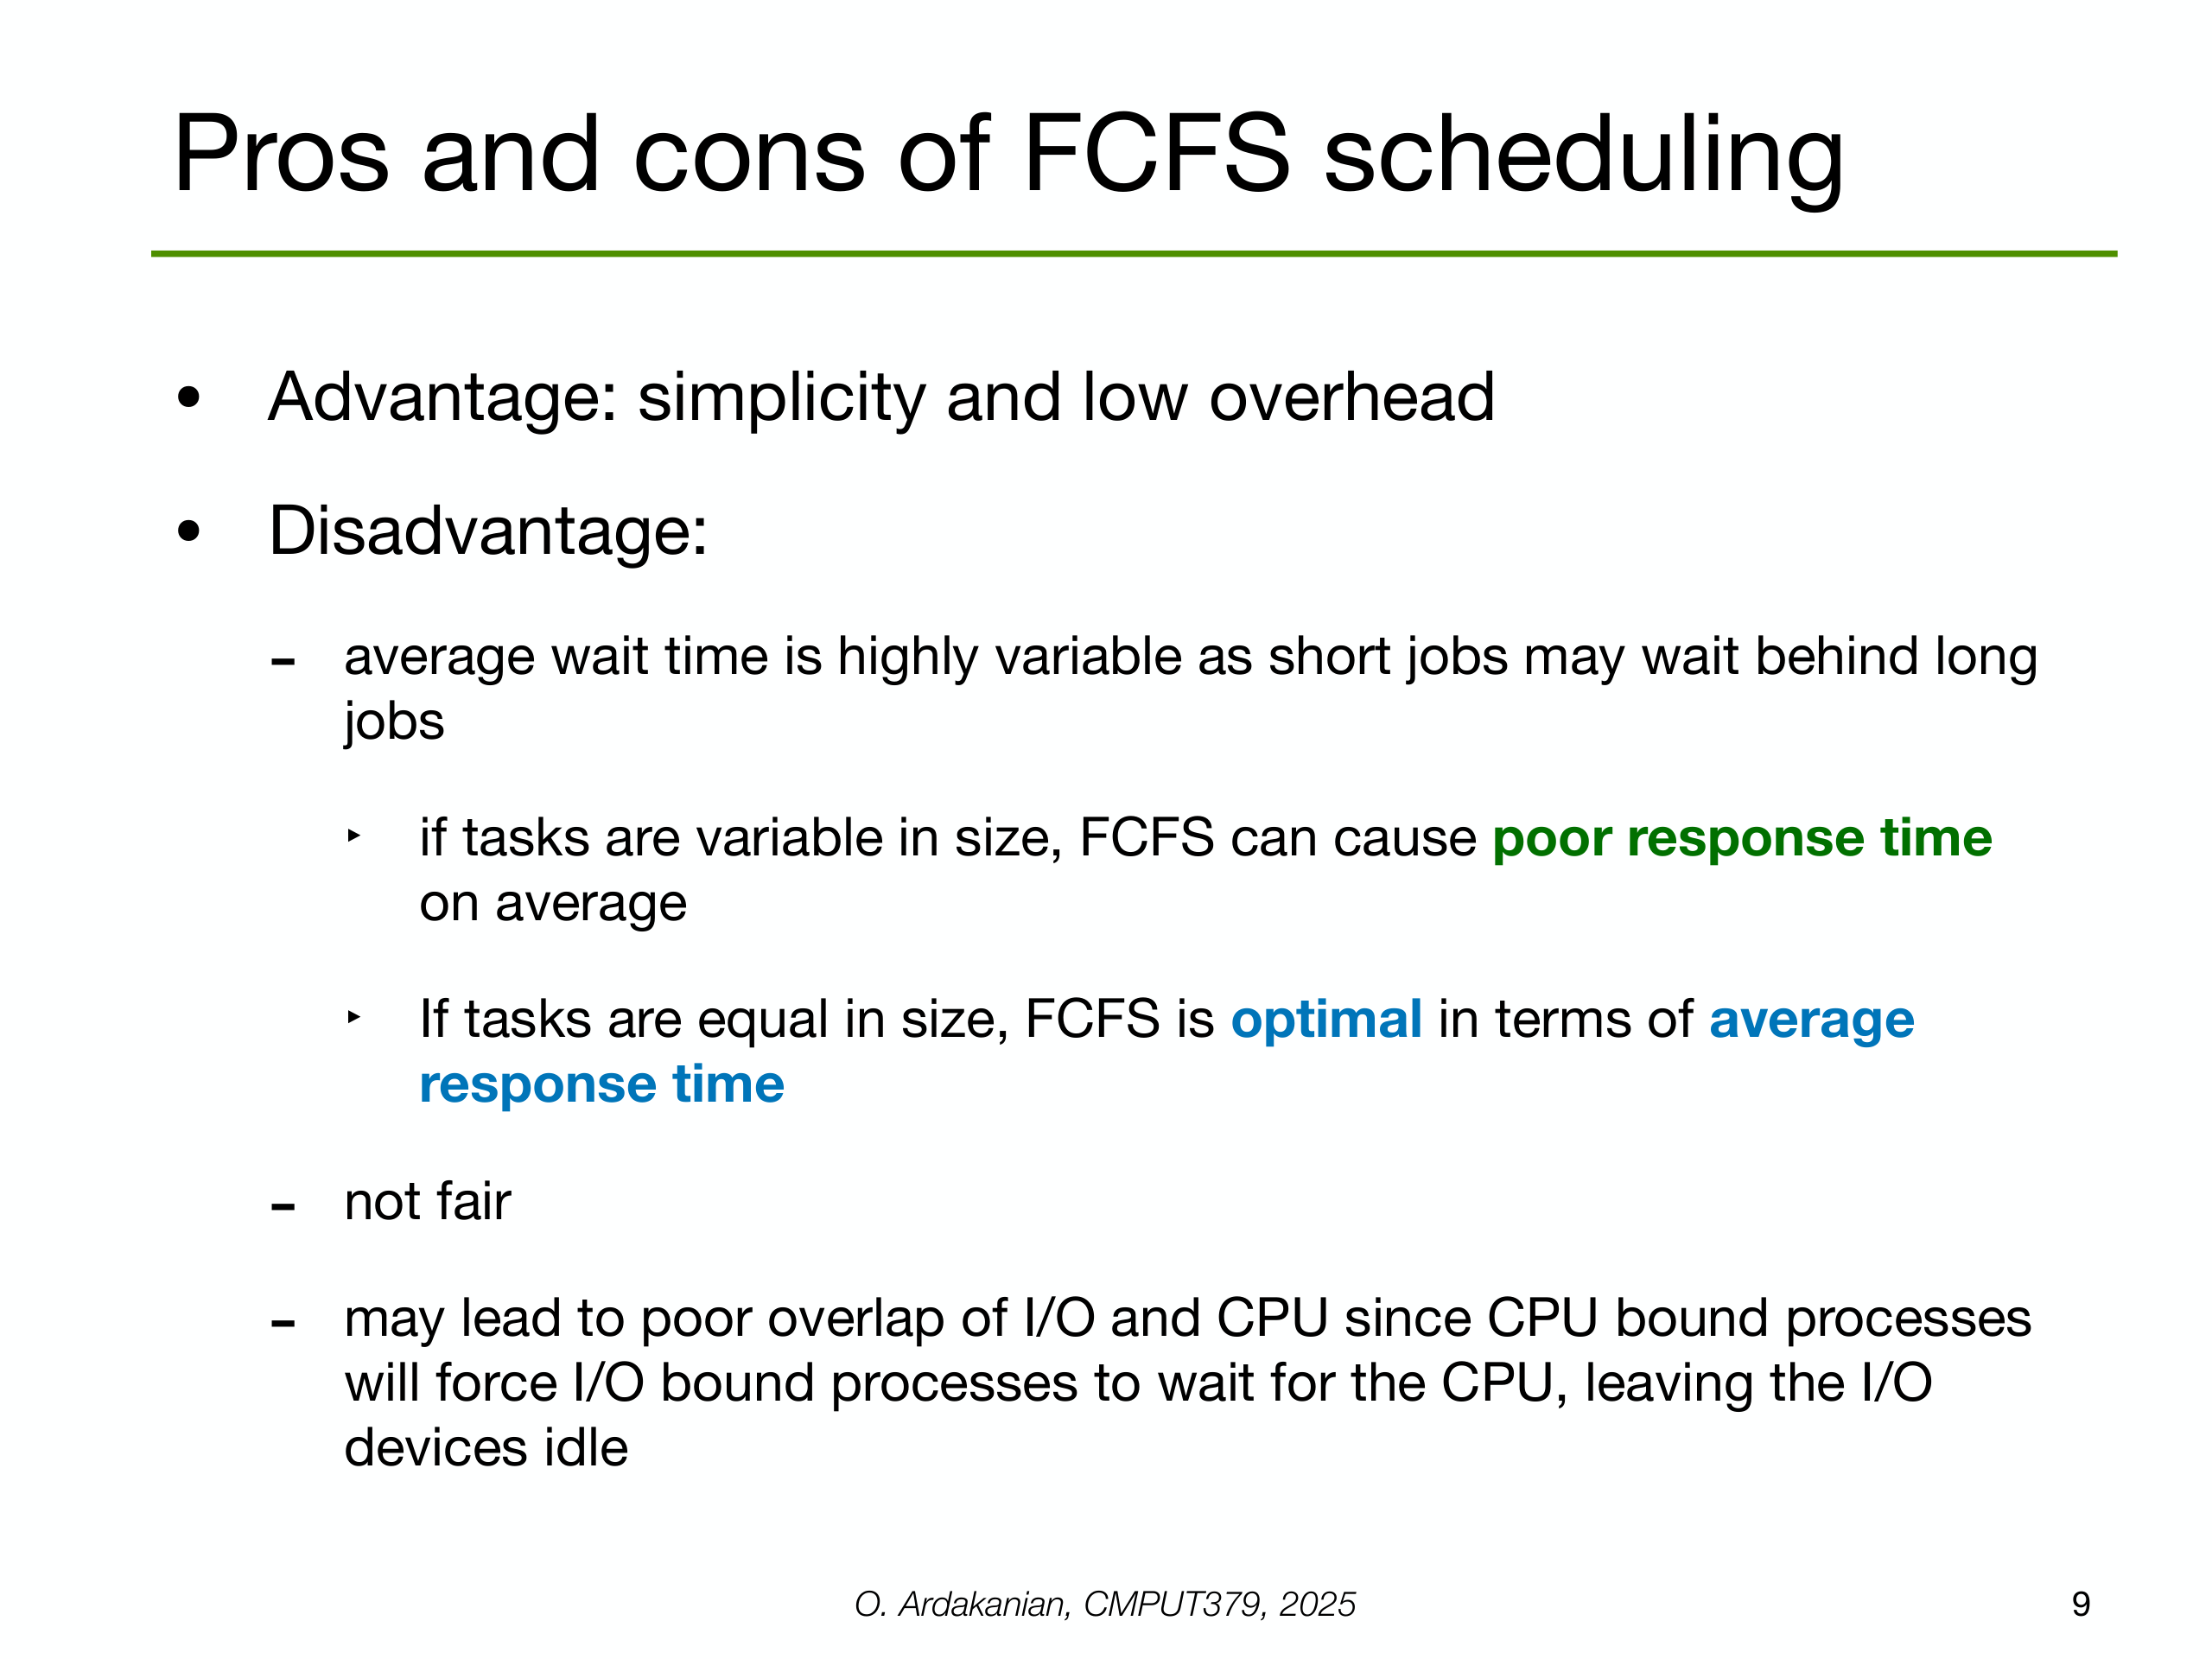 Pros and cons of FCFS scheduling
• Advantage: simplicity and low overhead
• Disadvantage:
- average wait time is highly variable as short jobs may wait behind long
jobs
‣ if tasks are variable in size, FCFS can cause poor response time
on average
‣ If tasks are equal in size, FCFS is optimal in terms of average
response time
- not fair
- may lead to poor overlap of I/O and CPU since CPU bound processes
will force I/O bound processes to wait for the CPU, leaving the I/O
devices idle
O. Ardakanian, CMPUT379, 2025
9